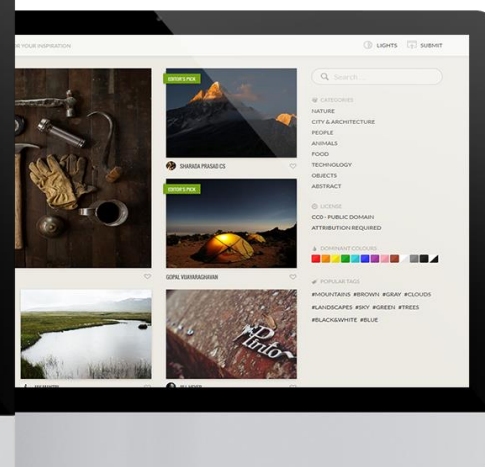 YOUR INSPIRATION
LIGHTS
SUBMIT
EDITOR'S PICK
SHARADA PRASAD CS
EDITOR'S PICK
GOPAL VIJAYARAGHAVAN
Pinto
Search ...
CATEGORIES
NATURE
CITY & ARCHITECTURE
PEOPLE
ANIMALS
FOOD
TECHNOLOGY
OBJECTS
ABSTRACT
LICENSE
CC0 - PUBLIC DOMAIN
ATTRIBUTION REQUIRED
DOMINANT COLOURS
POPULAR TAGS
#MOUNTAINS #BROWN #GRAY #CLOUDS
#LANDSCAPES #SKY #GREEN #TREES
#BLACK&WHITE #BLUE